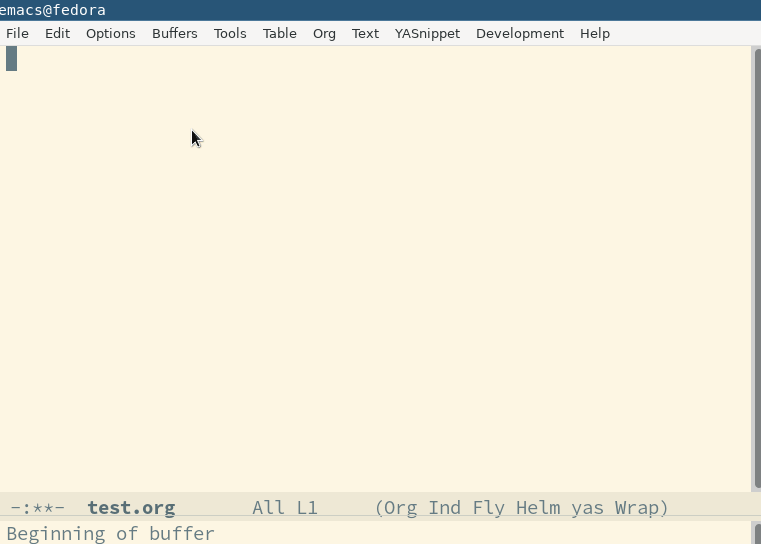 emacs@fedora
File Edit Options Buffers Tools Table Org Text YASnippet Development Help
-:**- test.org All L1 (Org Ind Fly Helm yas Wrap)
Beginning of buffer